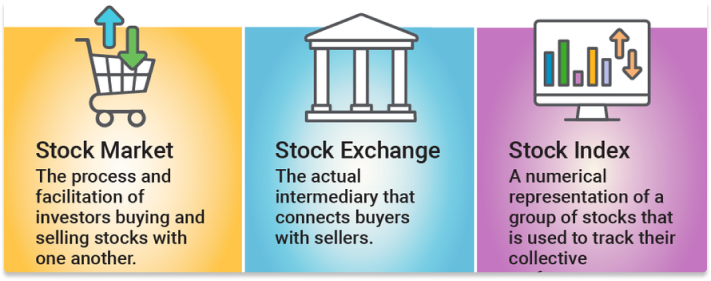 Stock Market
The process and
facilitation of
investors buying and
selling stocks with
one another.
Stock Exchange
The actual
intermediary that
connects buyers
with sellers.
Stock Index
A numerical
representation of a
group of stocks that
is used to track their
collective